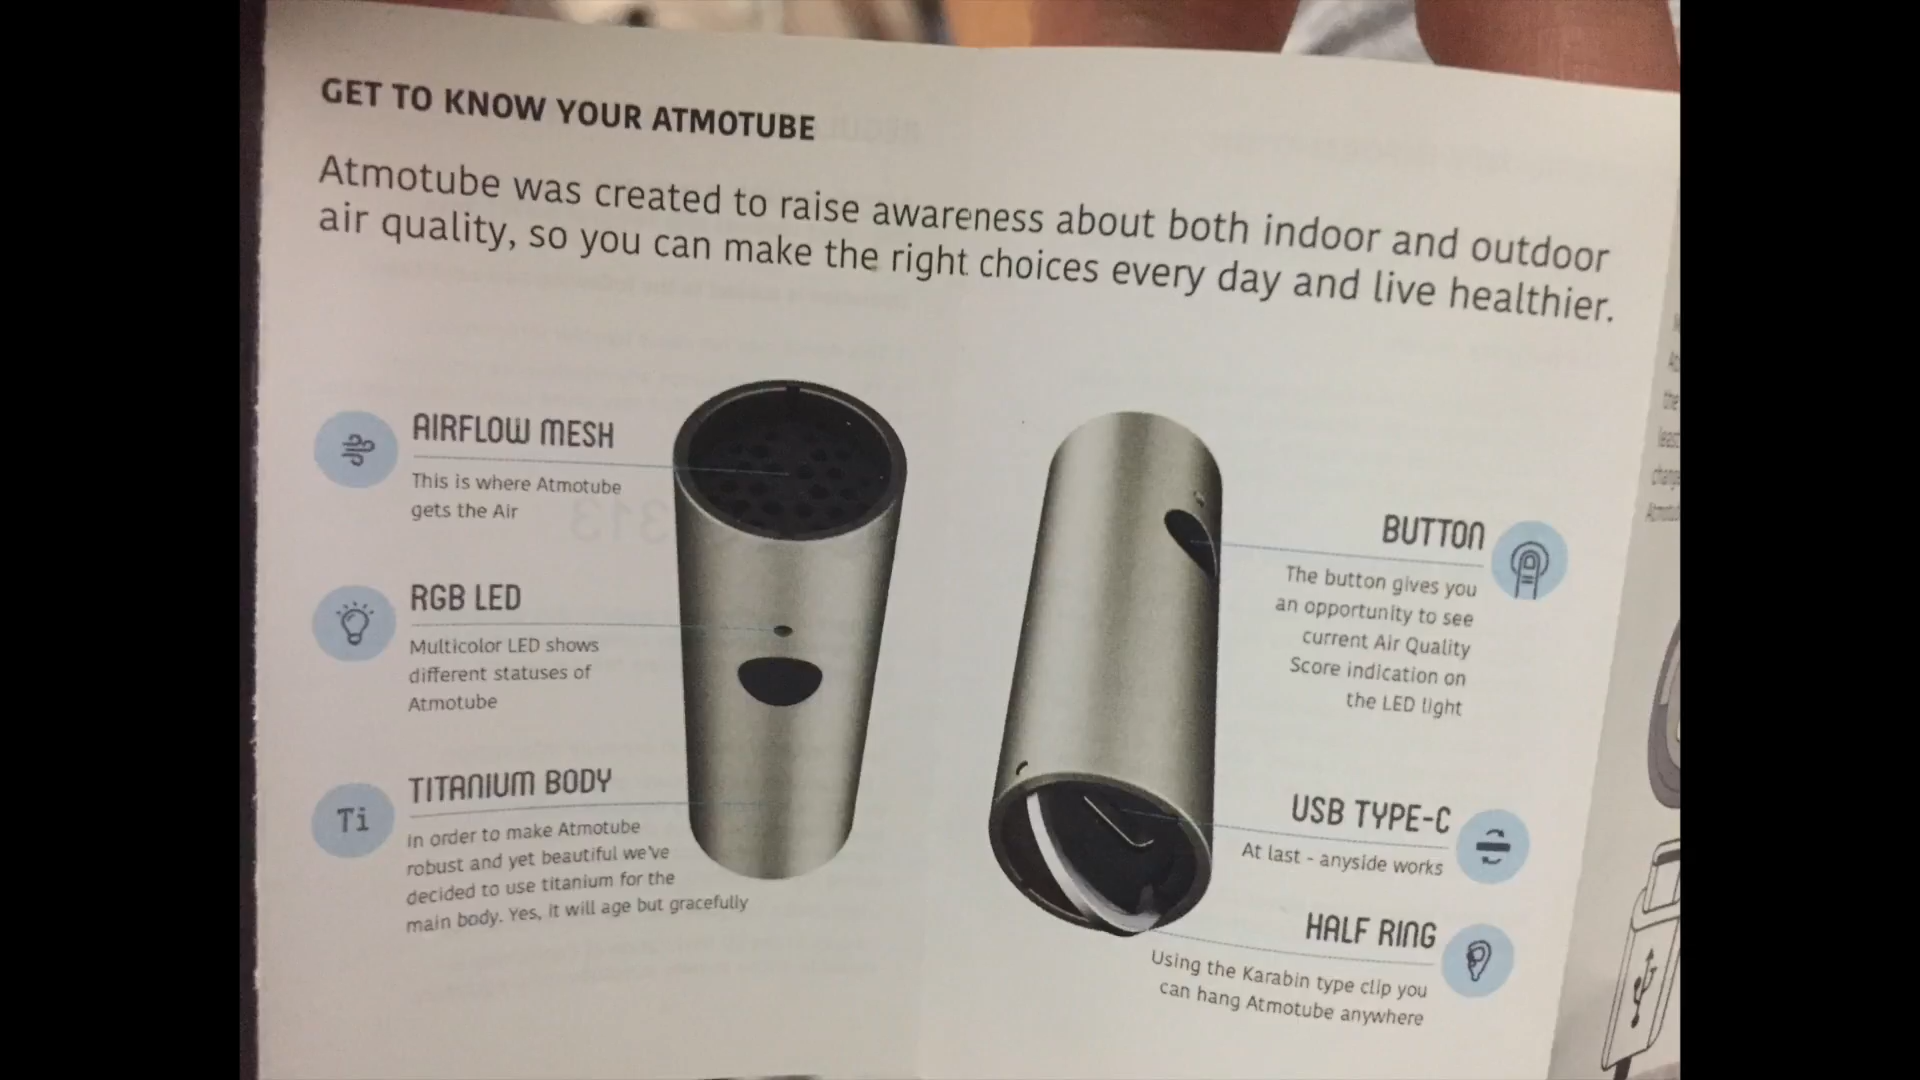 GET TO KNOW YOUR ATMOTUBE
Atmotube was created to raise awareness about both indoor and outdoor
air quality, so you can make the right choices every day and live healthier.
AIRFLOW MESH
This is where Atmotube
gets the Air
RGB LED
Multicolor LED shows
different statuses of
Atmotube
Ti
TITANIUM BODY
In order to make Atmotube
robust and yet beautiful we've
decided to use titanium for the
main body. Yes, it will age but gracefully
BUTTON
The button gives you
an opportunity to see
current Air Quality
Score indication on
the LED light
USB TYPE-C
At last - anyside works
HALF RING
Using the Karabin type clip you
can hang Atmotube anywhere
the